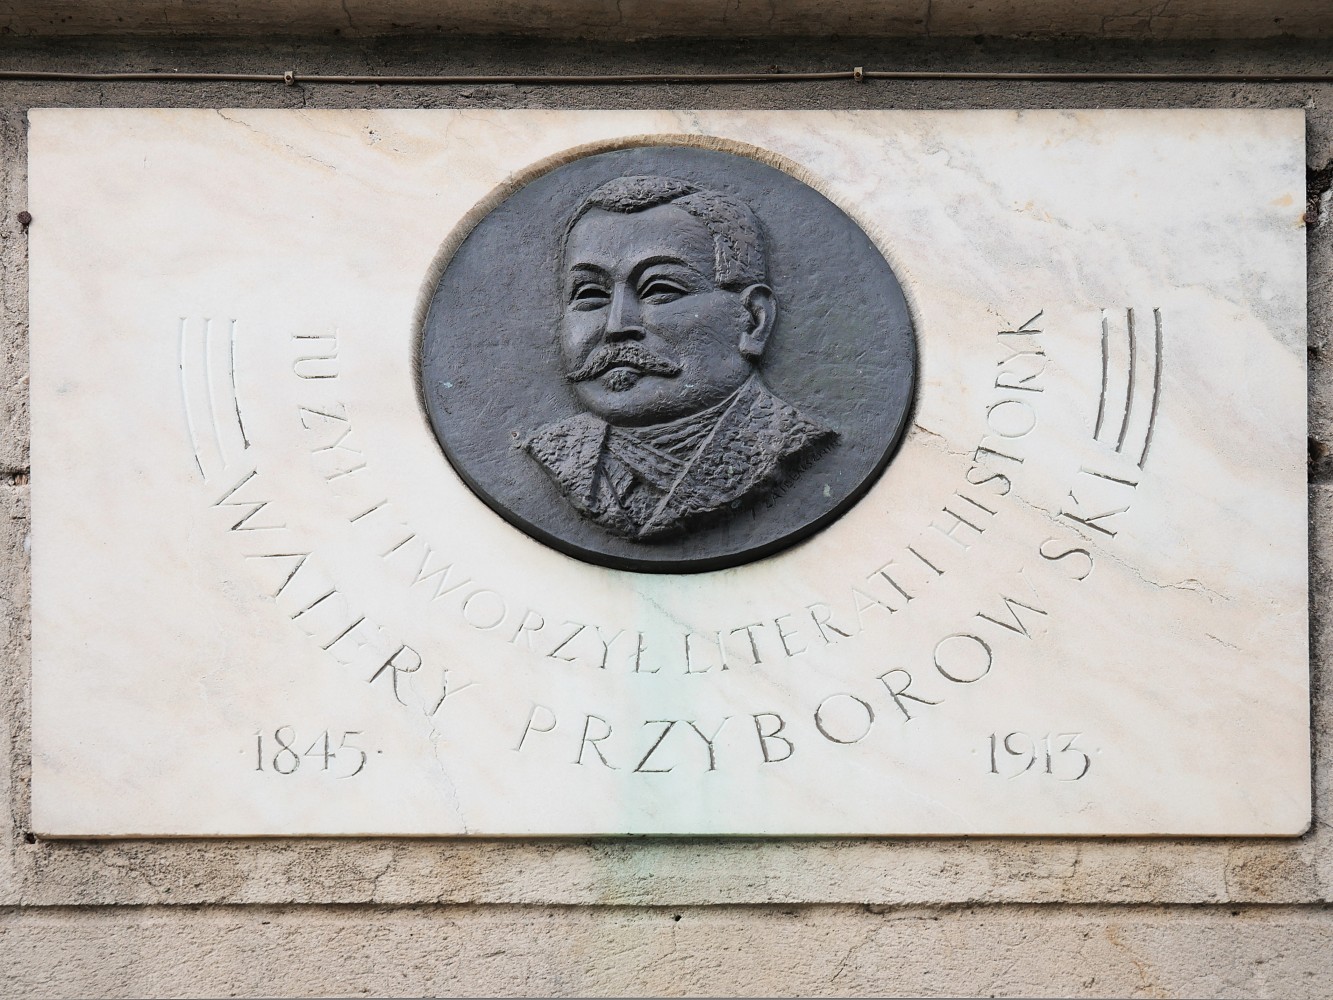 TU ŻYŁ I TWORZYŁ LITERAT I HISTORYK
WALERY PRZYBOROWSKI
1845 1913